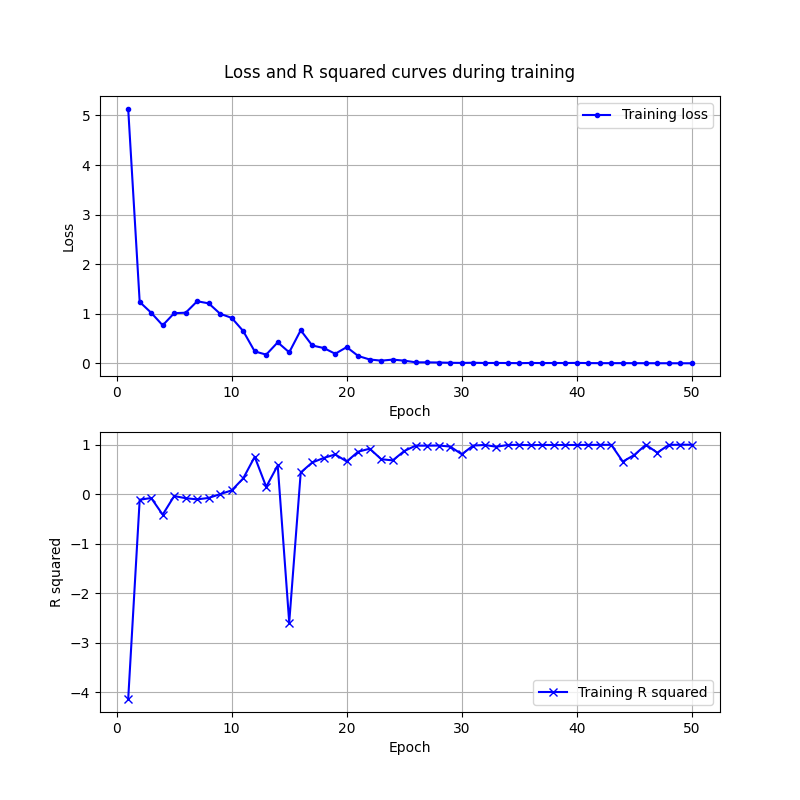 Loss and R squared curves during training
5
4
3
2
1
0
Loss
Training loss
0 10 20 30 40 50
Epoch
1
0
−1
−2
−3
−4
R squared
Training R squared
0 10 20 30 40 50
Epoch